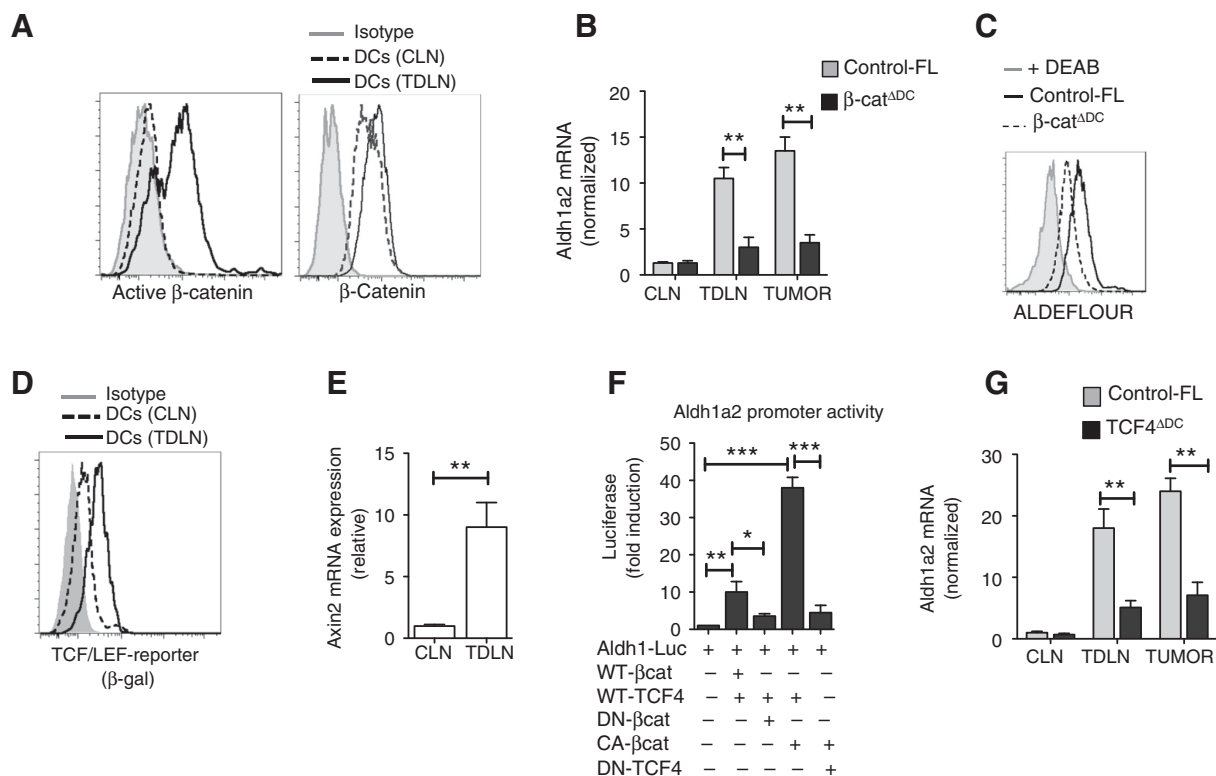 A
Isotype
DCs (CLN)
DCs (TDLN)
Active β-catenin
β-Catenin
B
Control-FL
β-cat^ΔDC
Aldh1a2 mRNA
(normalized)
20
15
10
5
0
**
**
CLN TDLN TUMOR
C
+ DEAB
Control-FL
β-cat^ΔDC
ALDEFLOUR
D
Isotype
DCs (CLN)
DCs (TDLN)
TCF/LEF-reporter
(β-gal)
E
Axin2 mRNA expression
(relative)
15
10
5
0
**
CLN TDLN
F
Aldh1a2 promoter activity
Luciferase
(fold induction)
50
40
30
20
10
0
*** ***
** *
Aldh1-Luc + + + + +
WT-βcat – + – – –
WT-TCF4 – + + + –
DN-βcat – – + – –
CA-βcat – – – + +
DN-TCF4 – – – – +
G
Control-FL
TCF4^ΔDC
Aldh1a2 mRNA
(normalized)
30
20
10
0
**
**
CLN TDLN TUMOR